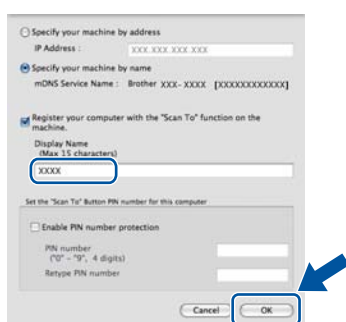 Specify your machine by address
IP Address : XXX.XXX.XXX.XXX
Specify your machine by name
mDNS Service Name : Brother XXX- XXXX [XXXXXXXXXXXX]
Register your computer with the "Scan To" function on the
machine.
Display Name
(Max 15 characters)
XXXX
Set the "Scan To" Button PIN number for this computer
Enable PIN number protection
PIN number
("0" - "9", 4 digits)
Retype PIN number
Cancel OK